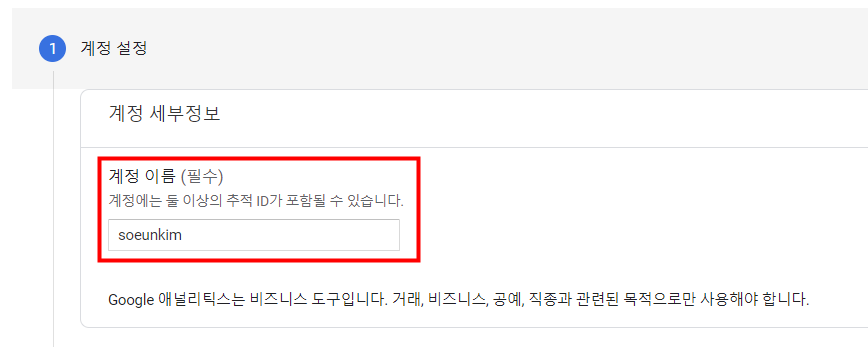 1 계정 설정
계정 세부정보
계정 이름 (필수)
계정에는 둘 이상의 추적 ID가 포함될 수 있습니다.
soeunkim
Google 애널리틱스는 비즈니스 도구입니다. 거래, 비즈니스, 공예, 직종과 관련된 목적으로만 사용해야 합니다.